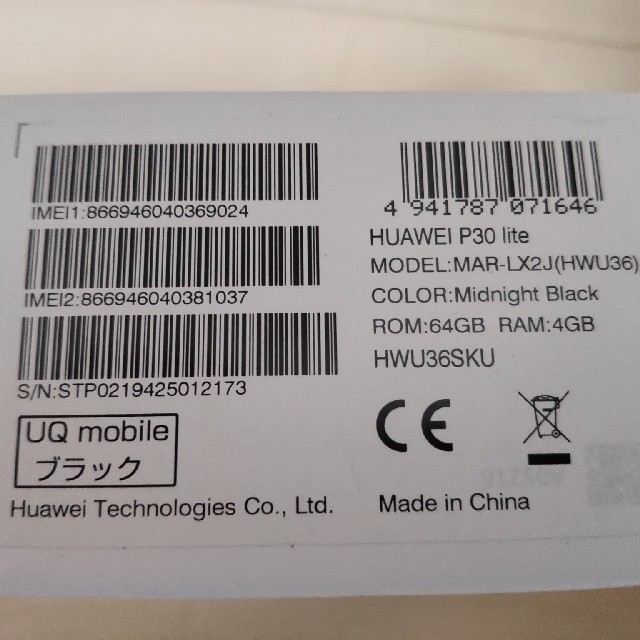 IMEI1:866946040369024
IMEI2:866946040381037
S/N:STP0219425012173
UQ mobile
ブラック
Huawei Technologies Co., Ltd.
4 941787 071646
HUAWEI P30 lite
MODEL:MAR-LX2J(HWU36)
COLOR:Midnight Black
ROM:64GB RAM:4GB
HWU36SKU
CE
Made in China